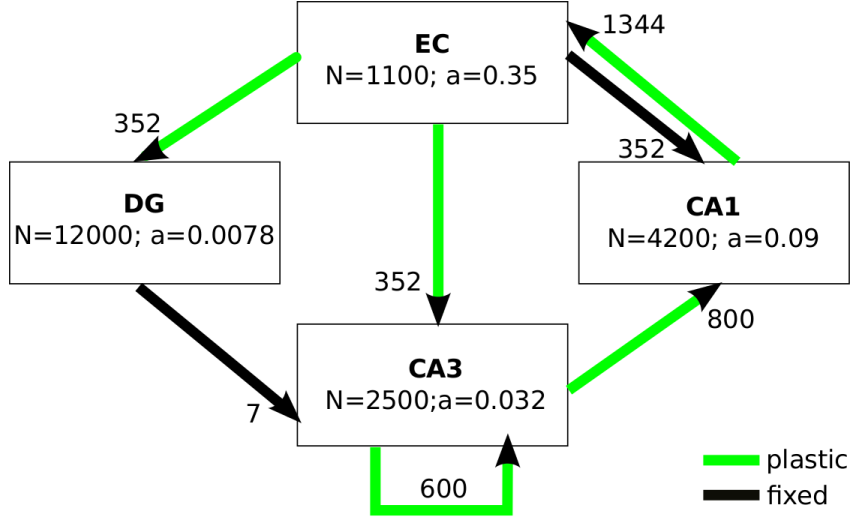 EC
N=1100; a=0.35
1344
352
352
DG
N=12000; a=0.0078
CA1
N=4200; a=0.09
352
800
CA3
N=2500;a=0.032
7
600
plastic
fixed